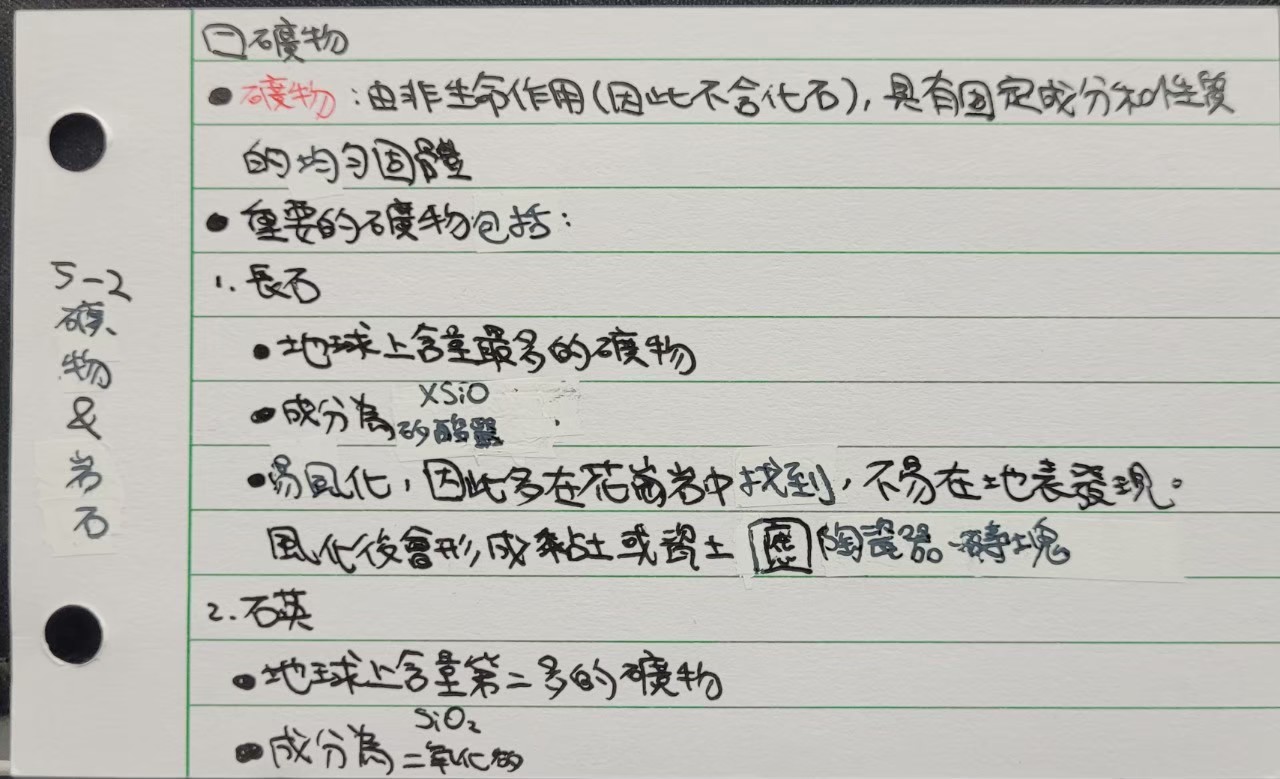 5-2
礦物&岩石
㊁礦物
● 礦物：由非生命作用(因此不含化石)，具有固定成分和性質
的均勻固體
● 重要的礦物包括：
1. 長石
● 地球上含量最多的礦物
XSiO
● 成分為矽酸鹽
● 易風化，因此多在花崗岩中找到，不易在地表發現。
風化後會形成黏土或瓷土 應 陶瓷器、磚塊
2. 石英
● 地球上含量第二多的礦物
SiO₂
● 成分為二氧化矽